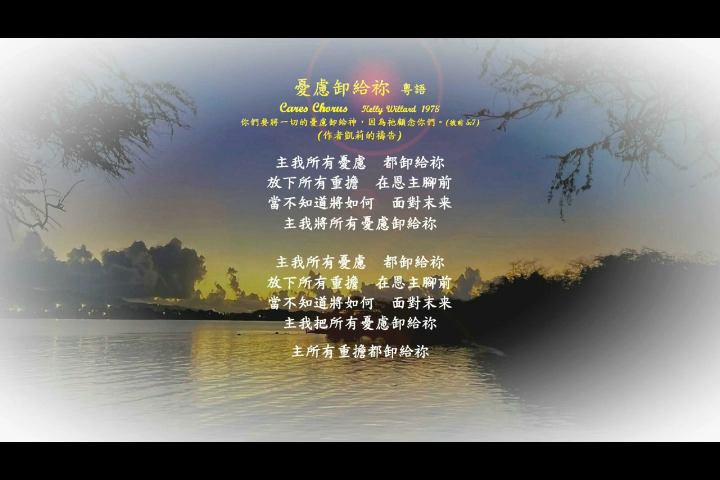 憂慮卸給祢 粵語
Cares Chorus Kelly Willard 1978
你們要將一切的憂慮卸給神，因為祂顧念你們。(彼前 5:7)
(作者凱莉的禱告)
主我所有憂慮 都卸給祢
放下所有重擔 在恩主腳前
當不知道將如何 面對末来
主我將所有憂慮卸給祢
主我所有憂慮 都卸給祢
放下所有重擔 在恩主腳前
當不知道將如何 面對末来
主我把所有憂慮卸給祢
主所有重擔都卸給祢